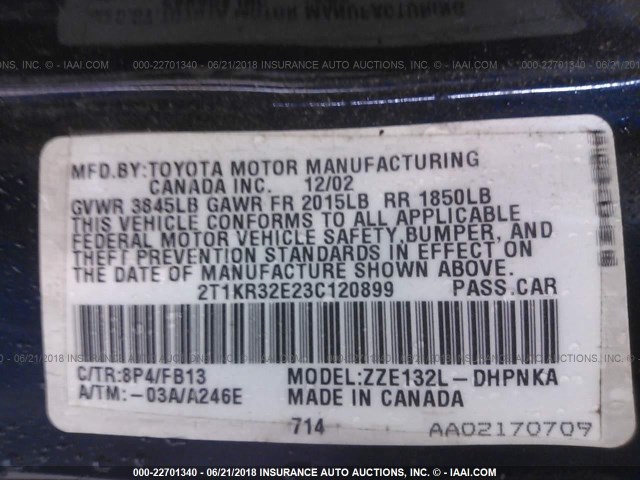 AUCTIONS, INC. - ©IAAI.COM 000-22701340 / 06/21/2018 INSURANCE AUTO AUCTIONS, INC. - ©IAAI.COM 000-22701340 / 06/21/2018 INSURANCE AUTO
MFD.BY:TOYOTA MOTOR MANUFACTURING
CANADA INC. 12/02
GVWR 3845LB GAWR FR 2015LB RR 1850LB
THIS VEHICLE CONFORMS TO ALL APPLICABLE
FEDERAL MOTOR VEHICLE SAFETY,BUMPER, AND
THEFT PREVENTION STANDARDS IN EFFECT ON
THE DATE OF MANUFACTURE SHOWN ABOVE.
2T1KR32E23C120899 PASS.CAR
C/TR:8P4/FB13 MODEL:ZZE132L-DHPNKA
A/TM:-03A/A246E MADE IN CANADA
714 AA02170709
000-22701340 / 06/21/2018 INSURANCE AUTO AUCTIONS, INC. - ©IAAI.COM